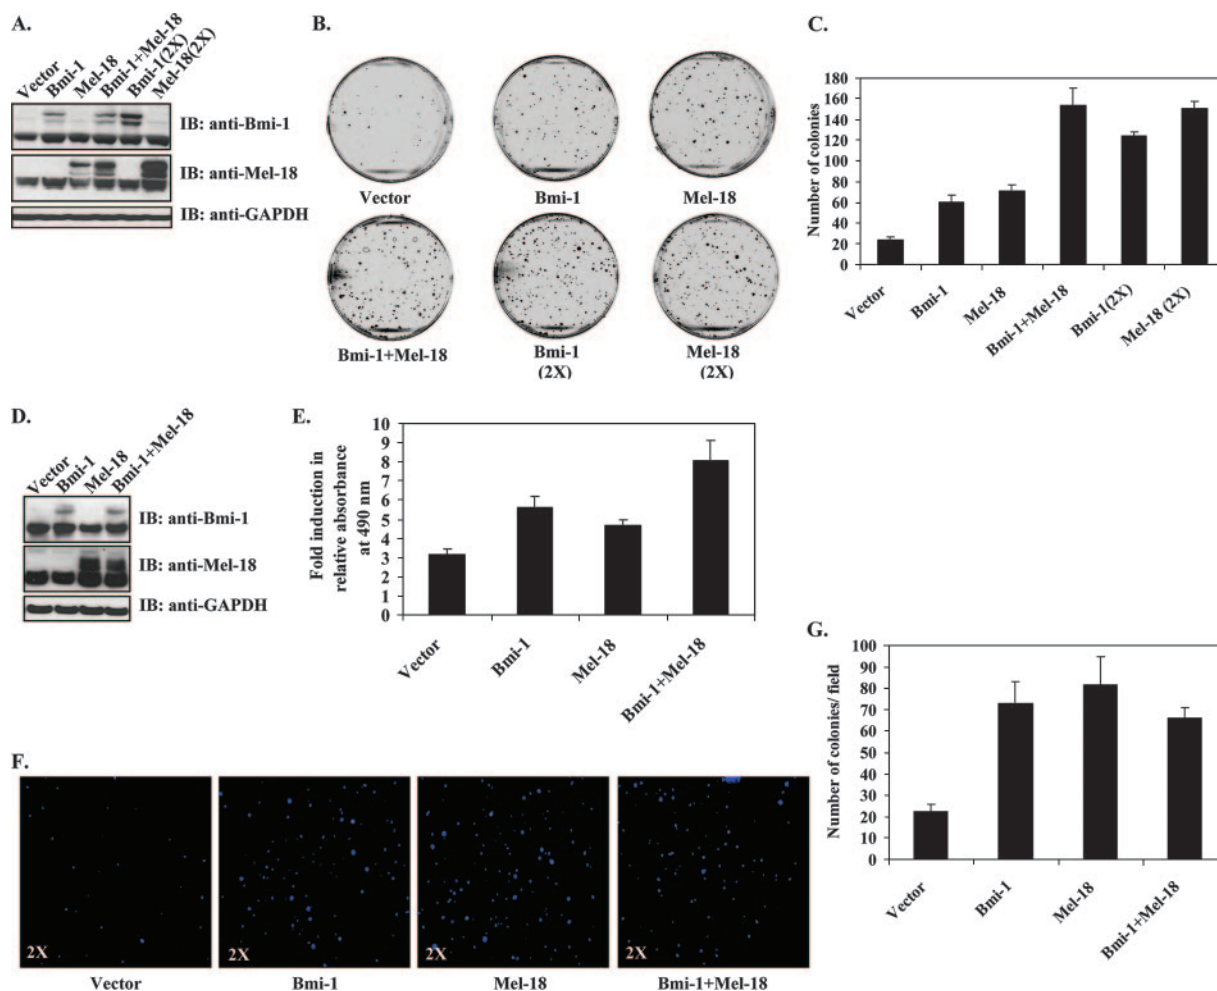 A.
Vector
Bmi-1
Mel-18
Bmi-1+Mel-18
Bmi-1(2X)
Mel-18(2X)
IB: anti-Bmi-1
IB: anti-Mel-18
IB: anti-GAPDH
B.
Vector
Bmi-1
Mel-18
Bmi-1+Mel-18
Bmi-1
(2X)
Mel-18
(2X)
C.
Number of colonies
180
160
140
120
100
80
60
40
20
0
Vector
Bmi-1
Mel-18
Bmi-1+Mel-18
Bmi-1(2X)
Mel-18 (2X)
D.
Vector
Bmi-1
Mel-18
Bmi-1+Mel-18
IB: anti-Bmi-1
IB: anti-Mel-18
IB: anti-GAPDH
E.
Fold induction in
relative absorbance
at 490 nm
10
9
8
7
6
5
4
3
2
1
0
Vector
Bmi-1
Mel-18
Bmi-1+Mel-18
F.
2X
2X
2X
2X
Vector
Bmi-1
Mel-18
Bmi-1+Mel-18
G.
Number of colonies/ field
100
90
80
70
60
50
40
30
20
10
0
Vector
Bmi-1
Mel-18
Bmi-1+Mel-18